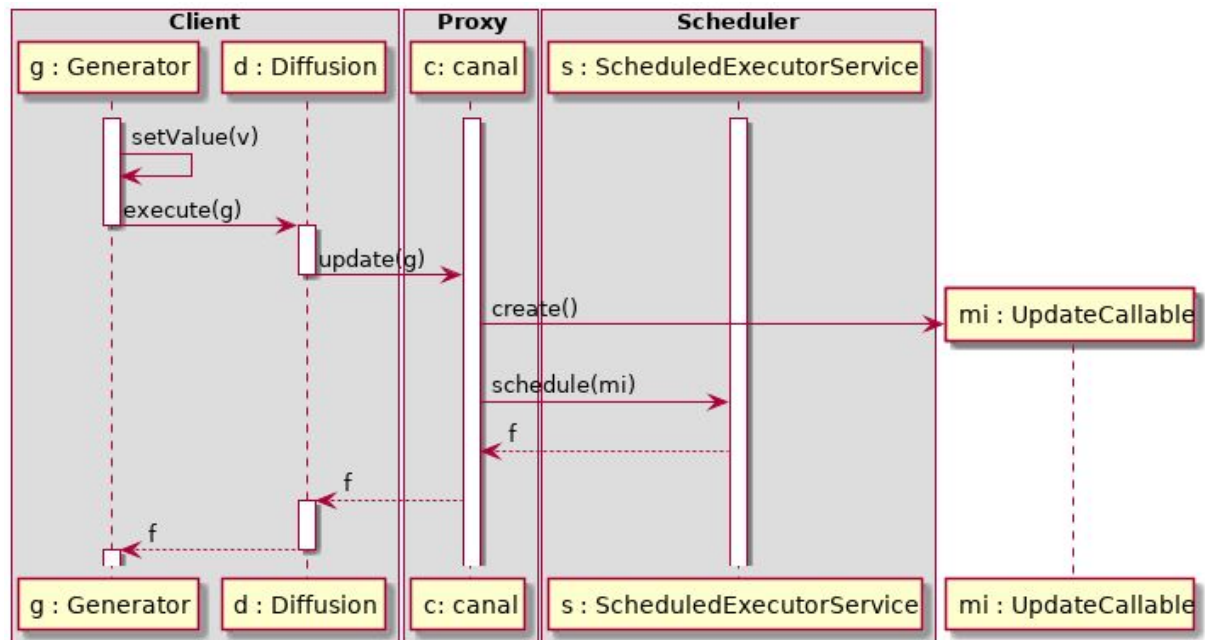 Client
Proxy
Scheduler
g : Generator
d : Diffusion
c: canal
s : ScheduledExecutorService
setValue(v)
execute(g)
update(g)
create()
mi : UpdateCallable
schedule(mi)
f
f
f
g : Generator
d : Diffusion
c: canal
s : ScheduledExecutorService
mi : UpdateCallable